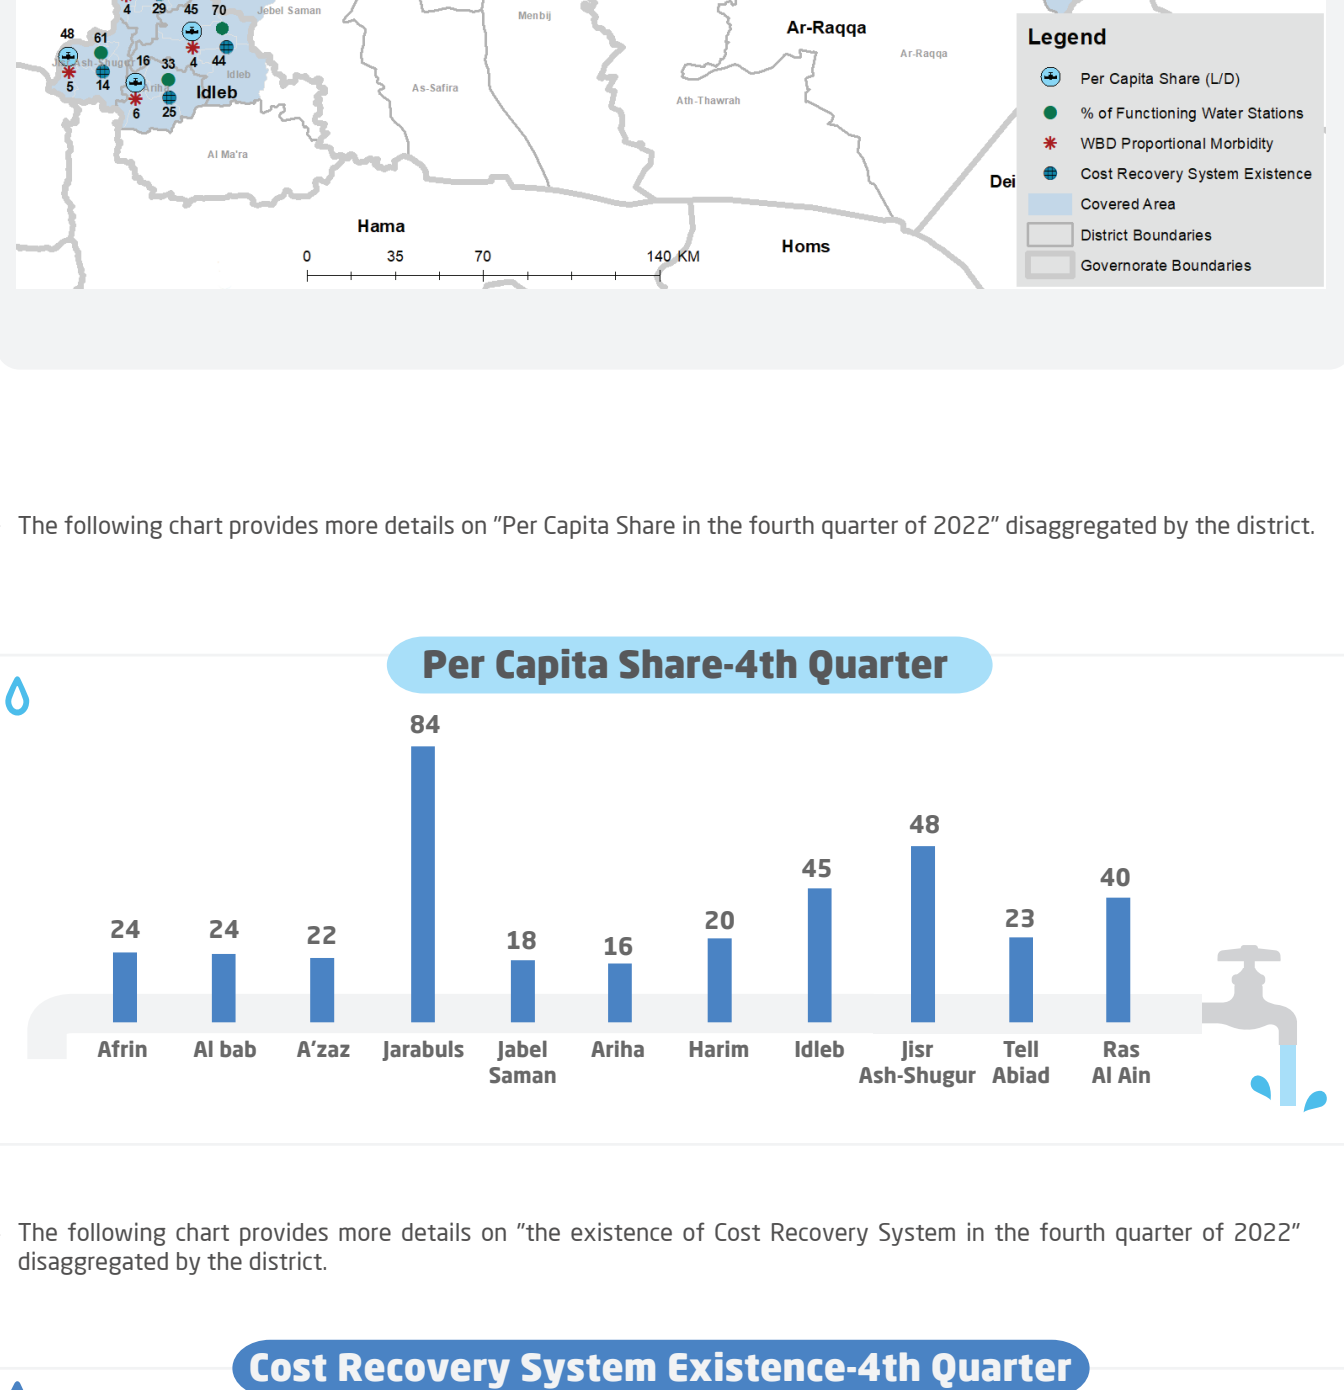 4 29 45 70
Jebel Saman
Menbij
Ar-Raqqa
Ar-Raqqa
48 61
16 33 4 44
Idleb
5 14
Idleb
6 25
As-Safira
Ath-Thawrah
Al Ma'ra
Dei
Hama
Homs
0 35 70 140 KM
Legend
Per Capita Share (L/D)
% of Functioning Water Stations
WBD Proportional Morbidity
Cost Recovery System Existence
Covered Area
District Boundaries
Governorate Boundaries
The following chart provides more details on "Per Capita Share in the fourth quarter of 2022" disaggregated by the district.
Per Capita Share-4th Quarter
24 24 22 84 18 16 20 45 48 23 40
Afrin Al bab A'zaz Jarabuls Jabel Saman Ariha Harim Idleb Jisr Ash-Shugur Tell Abiad Ras Al Ain
The following chart provides more details on "the existence of Cost Recovery System in the fourth quarter of 2022"
disaggregated by the district.
Cost Recovery System Existence-4th Quarter